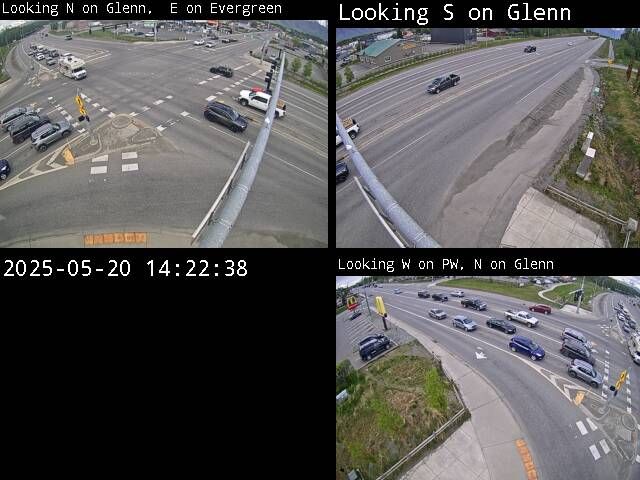 Looking N on Glenn,  E on Evergreen
Looking S on Glenn
2025-05-20 14:22:38
Looking W on PW, N on Glenn